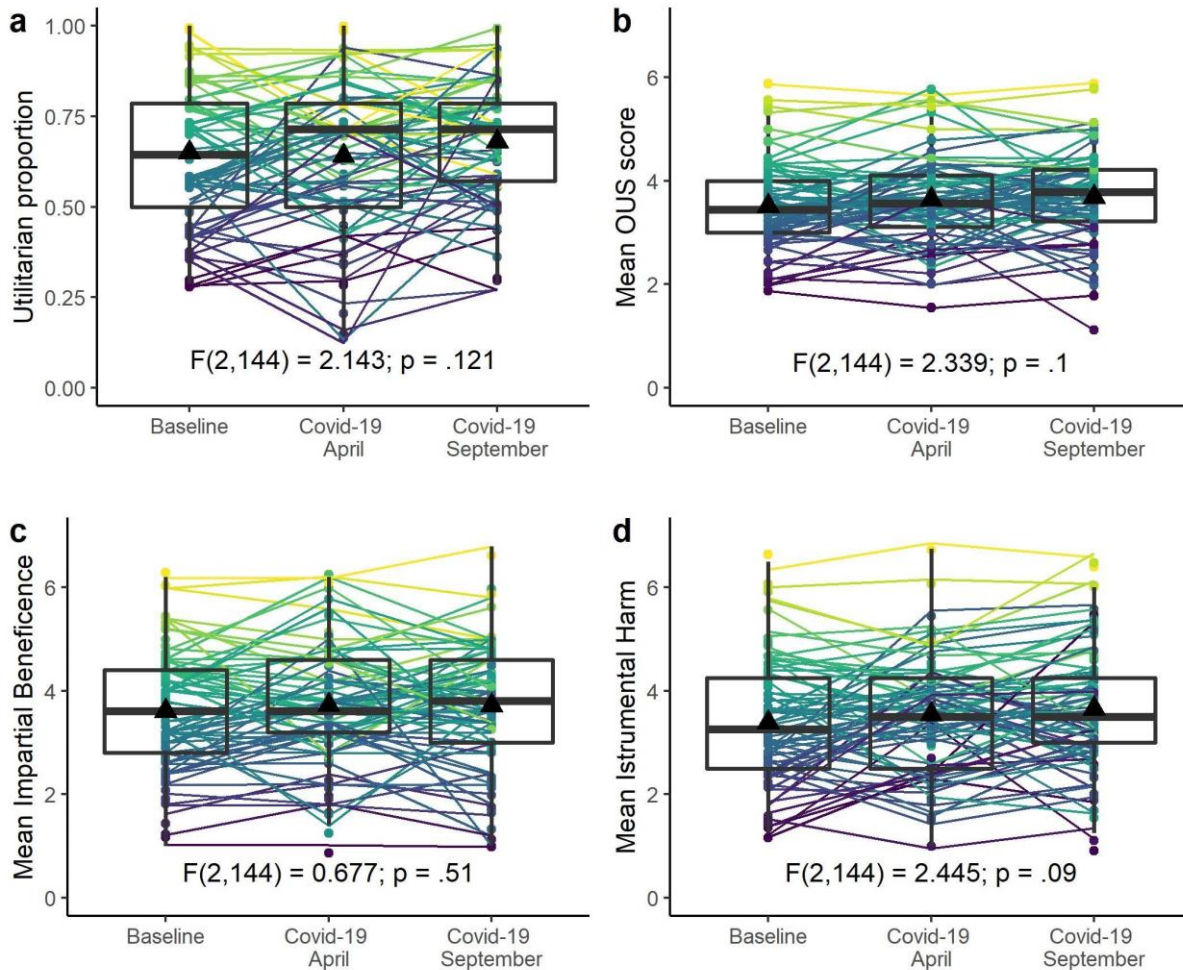 a
Utilitarian proportion
1.00
0.75
0.50
0.25
0.00
F(2,144) = 2.143; p = .121
Baseline
Covid-19
April
Covid-19
September
b
Mean OUS score
6
4
2
0
F(2,144) = 2.339; p = .1
Baseline
Covid-19
April
Covid-19
September
c
Mean Impartial Beneficence
6
4
2
0
F(2,144) = 0.677; p = .51
Baseline
Covid-19
April
Covid-19
September
d
Mean Istrumental Harm
6
4
2
0
F(2,144) = 2.445; p = .09
Baseline
Covid-19
April
Covid-19
September